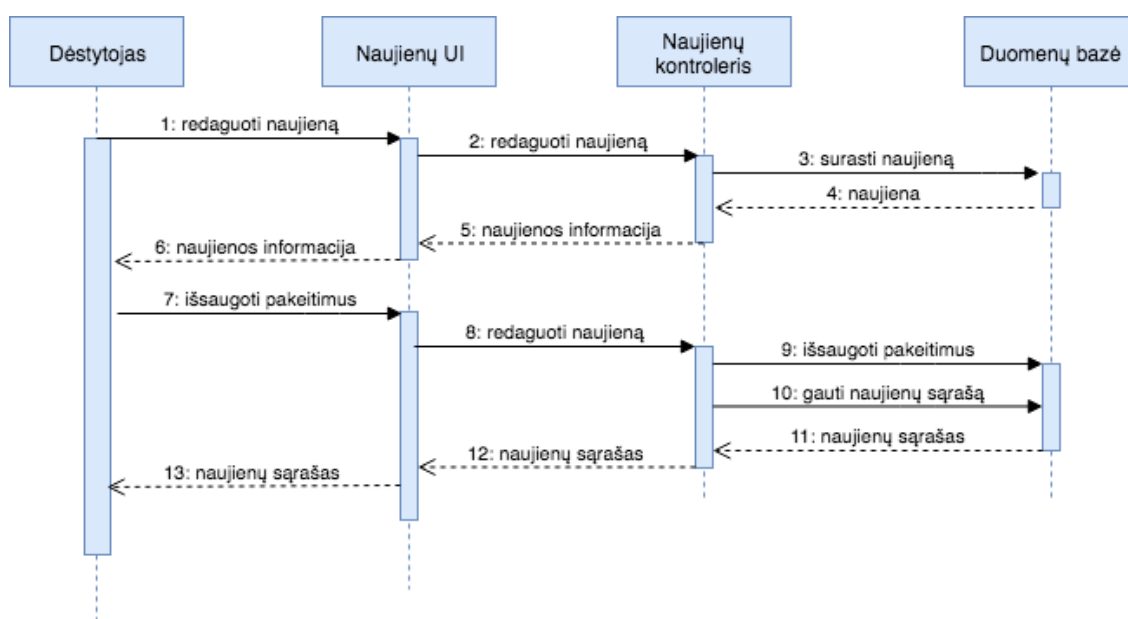 Dėstytojas
Naujienų UI
Naujienų
kontroleris
Duomenų bazė
1: redaguoti naujieną
2: redaguoti naujieną
3: surasti naujieną
4: naujiena
5: naujienos informacija
6: naujienos informacija
7: išsaugoti pakeitimus
8: redaguoti naujieną
9: išsaugoti pakeitimus
10: gauti naujienų sąrašą
11: naujienų sąrašas
12: naujienų sąrašas
13: naujienų sąrašas